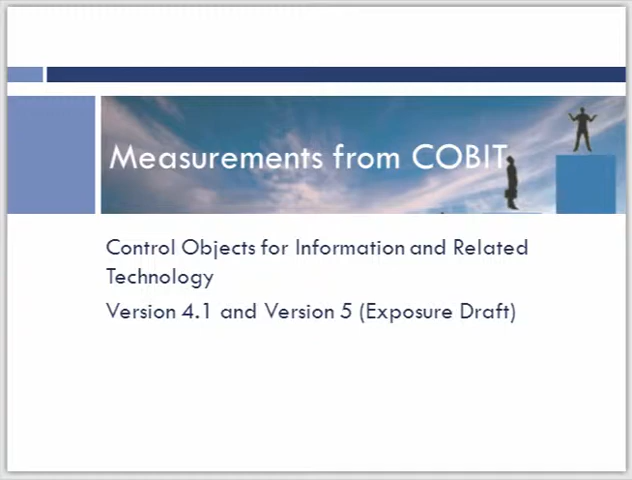 Measurements from COBIT
Control Objects for Information and Related
Technology
Version 4.1 and Version 5 (Exposure Draft)